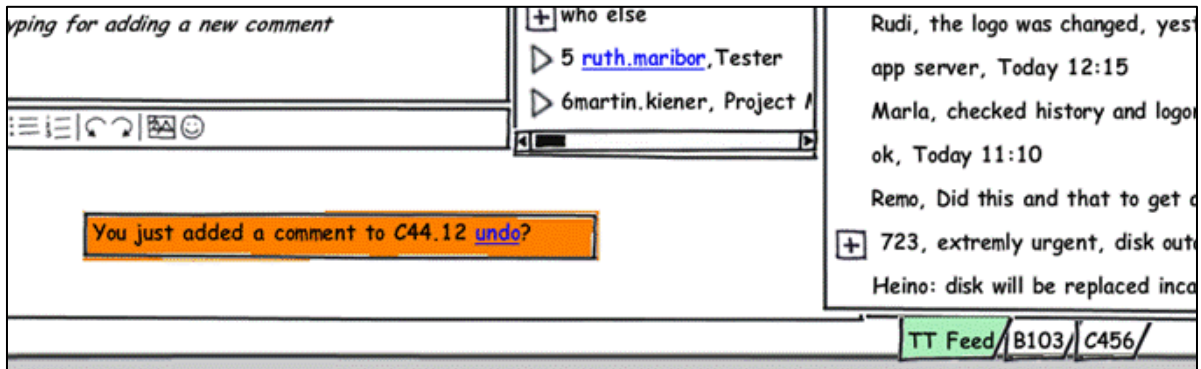 yping for adding a new comment
You just added a comment to C44.12 undo?
who else
5 ruth.maribor, Tester
6martin.kiener, Project
Rudi, the logo was changed, yest
app server, Today 12:15
Marla, checked history and logon
ok, Today 11:10
Remo, Did this and that to get
723, extremly urgent, disk out
Heino: disk will be replaced inca
TT Feed
B103
C456